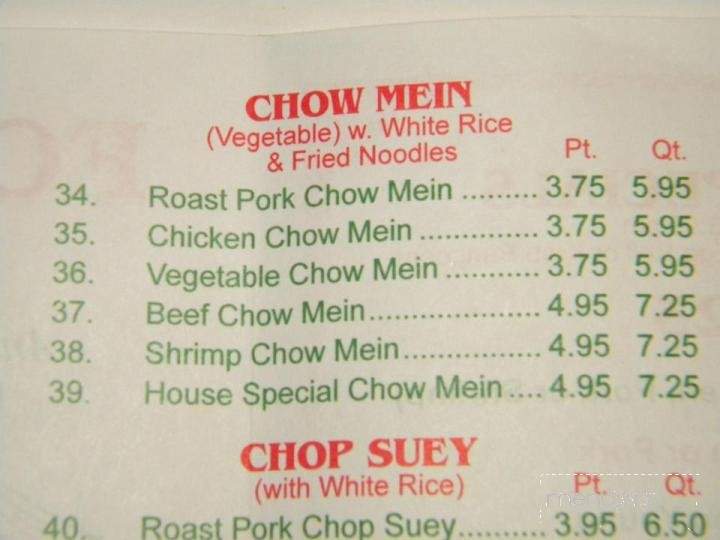 CHOW MEIN
(Vegetable) w. White Rice
& Fried Noodles
Pt. Qt.
34. Roast Pork Chow Mein ......... 3.75 5.95
35. Chicken Chow Mein .............. 3.75 5.95
36. Vegetable Chow Mein ........... 3.75 5.95
37. Beef Chow Mein..................... 4.95 7.25
38. Shrimp Chow Mein................. 4.95 7.25
39. House Special Chow Mein .... 4.95 7.25
CHOP SUEY
(with White Rice)
Pt. Qt.
40. Roast Pork Chop Suey.......... 3.95 6.50